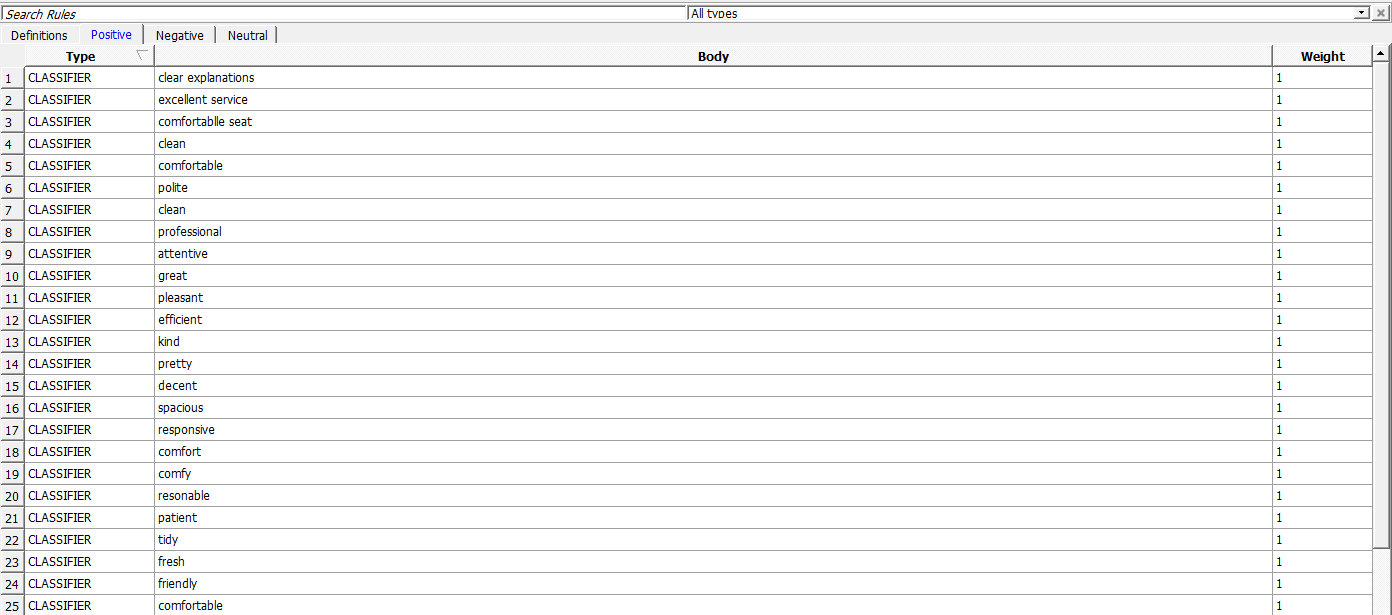 Search Rules All types
Definitions Positive Negative Neutral
Type Body Weight
1 CLASSIFIER clear explanations 1
2 CLASSIFIER excellent service 1
3 CLASSIFIER comfortablle seat 1
4 CLASSIFIER clean 1
5 CLASSIFIER comfortable 1
6 CLASSIFIER polite 1
7 CLASSIFIER clean 1
8 CLASSIFIER professional 1
9 CLASSIFIER attentive 1
10 CLASSIFIER great 1
11 CLASSIFIER pleasant 1
12 CLASSIFIER efficient 1
13 CLASSIFIER kind 1
14 CLASSIFIER pretty 1
15 CLASSIFIER decent 1
16 CLASSIFIER spacious 1
17 CLASSIFIER responsive 1
18 CLASSIFIER comfort 1
19 CLASSIFIER comfy 1
20 CLASSIFIER resonable 1
21 CLASSIFIER patient 1
22 CLASSIFIER tidy 1
23 CLASSIFIER fresh 1
24 CLASSIFIER friendly 1
25 CLASSIFIER comfortable 1